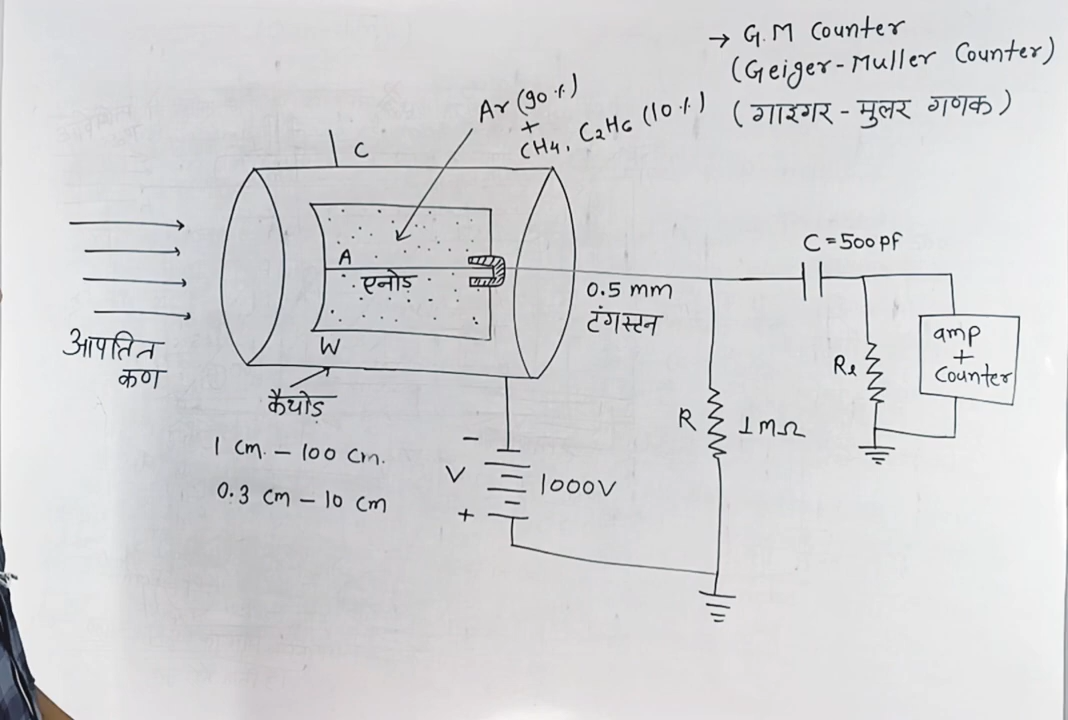 → G.M Counter
(Geiger-Muller Counter)
(गाइगर - मुलर गणक)
Ar (90%)
+
CH4, C2H6 (10%)
C
A
एनोड
W
आपतित
कण
कैथोड
1 cm. – 100 cm.
0.3 cm – 10 cm
0.5 mm
टंगस्टन
C = 500 pf
Re
amp
+
Counter
R 1 MΩ
–
V 1000V
+